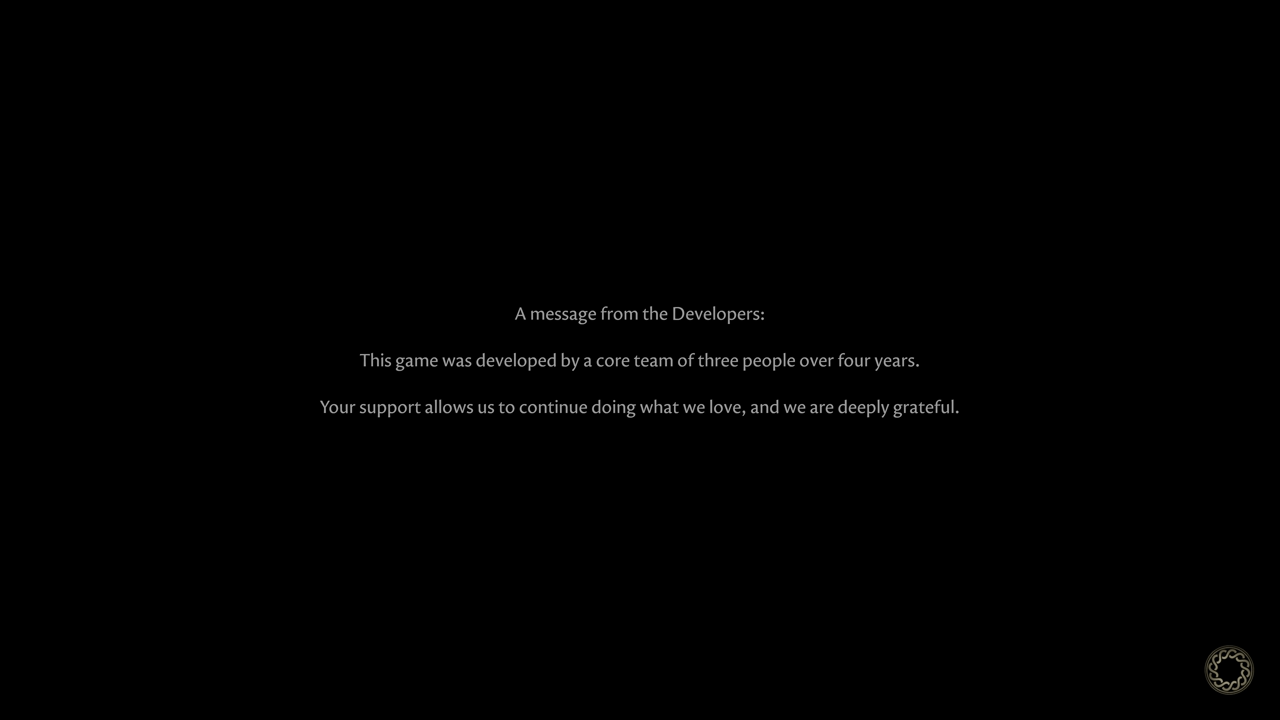 A message from the Developers:
This game was developed by a core team of three people over four years.
Your support allows us to continue doing what we love, and we are deeply grateful.